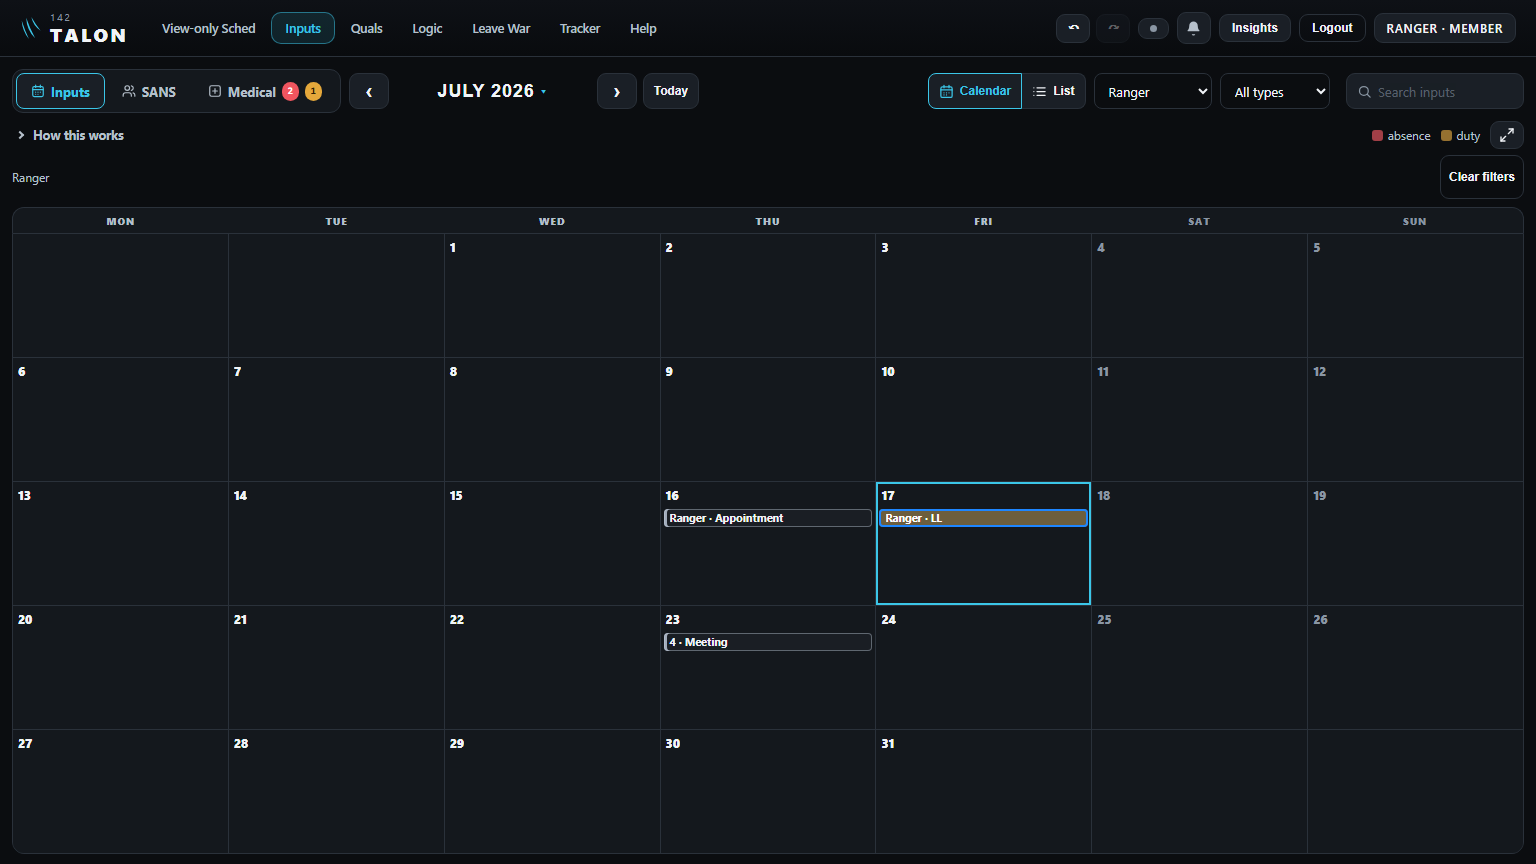 142
TALON
View-only Sched
Inputs
Quals
Logic
Leave War
Tracker
Help
Insights
Logout
RANGER · MEMBER
Inputs
SANS
Medical 2 1
‹
JULY 2026
›
Today
Calendar
List
Ranger
All types
Search inputs
How this works
absence
duty
Ranger
Clear filters
MON TUE WED THU FRI SAT SUN
1 2 3 4 5
6 7 8 9 10 11 12
13 14 15 16 17 18 19
Ranger · Appointment
Ranger · LL
20 21 22 23 24 25 26
4 · Meeting
27 28 29 30 31